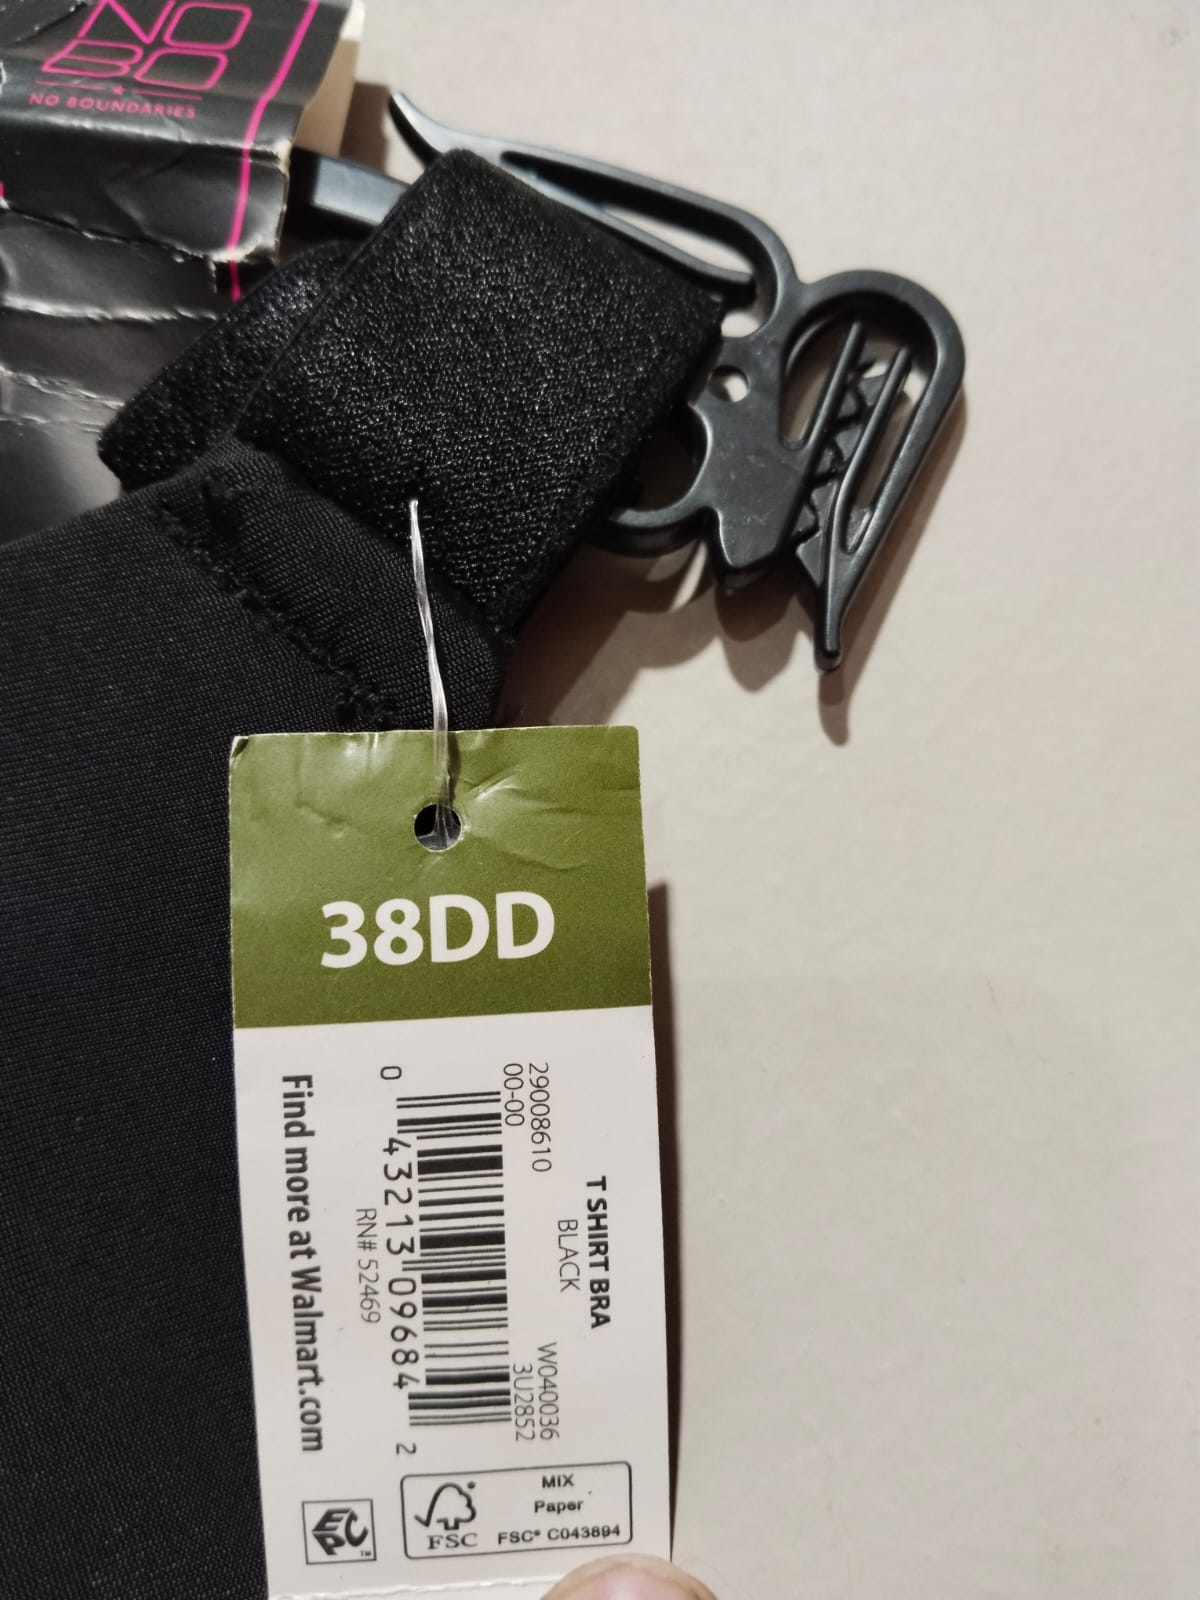 NO
BO
NO BOUNDARIES
38DD
T SHIRT BRA
BLACK
29008610
00-00
W040036
3U2852
0 43213 09684 2
RN# 52469
Find more at Walmart.com
MIX
Paper
FSC® C043894
FSC
EPC™